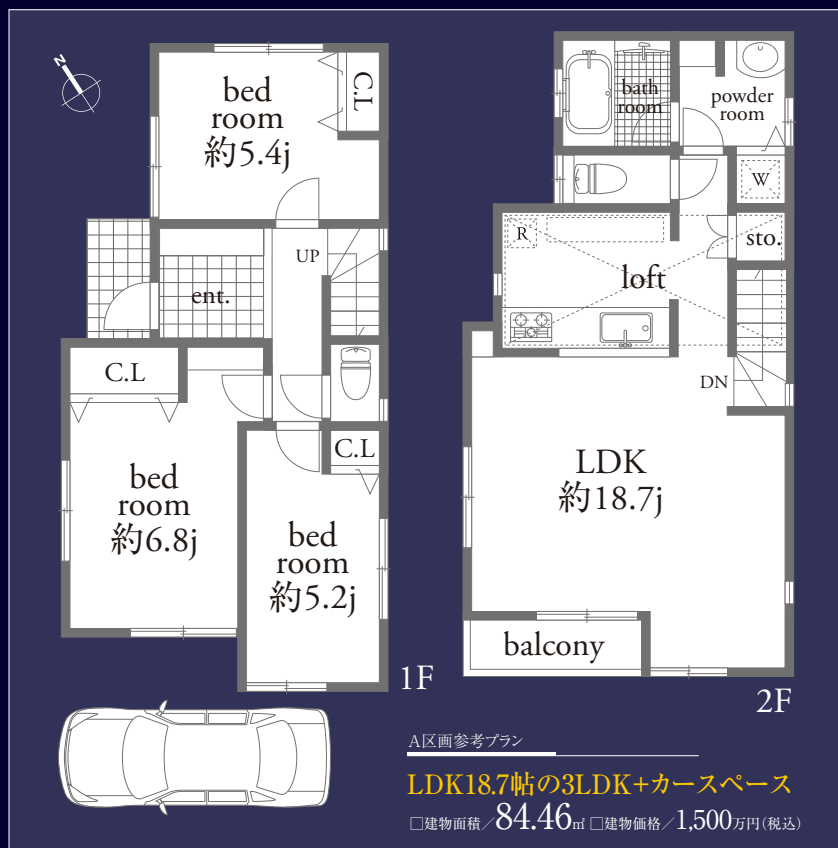 N
bed
room
約5.4j
C.L
UP
ent.
C.L
bed
room
約6.8j
C.L
bed
room
約5.2j
1F
bath
room
powder
room
W
R
sto.
loft
DN
LDK
約18.7j
balcony
2F
A区画参考プラン
LDK18.7帖の3LDK+カースペース
□建物面積／84.46㎡ □建物価格／1,500万円(税込)